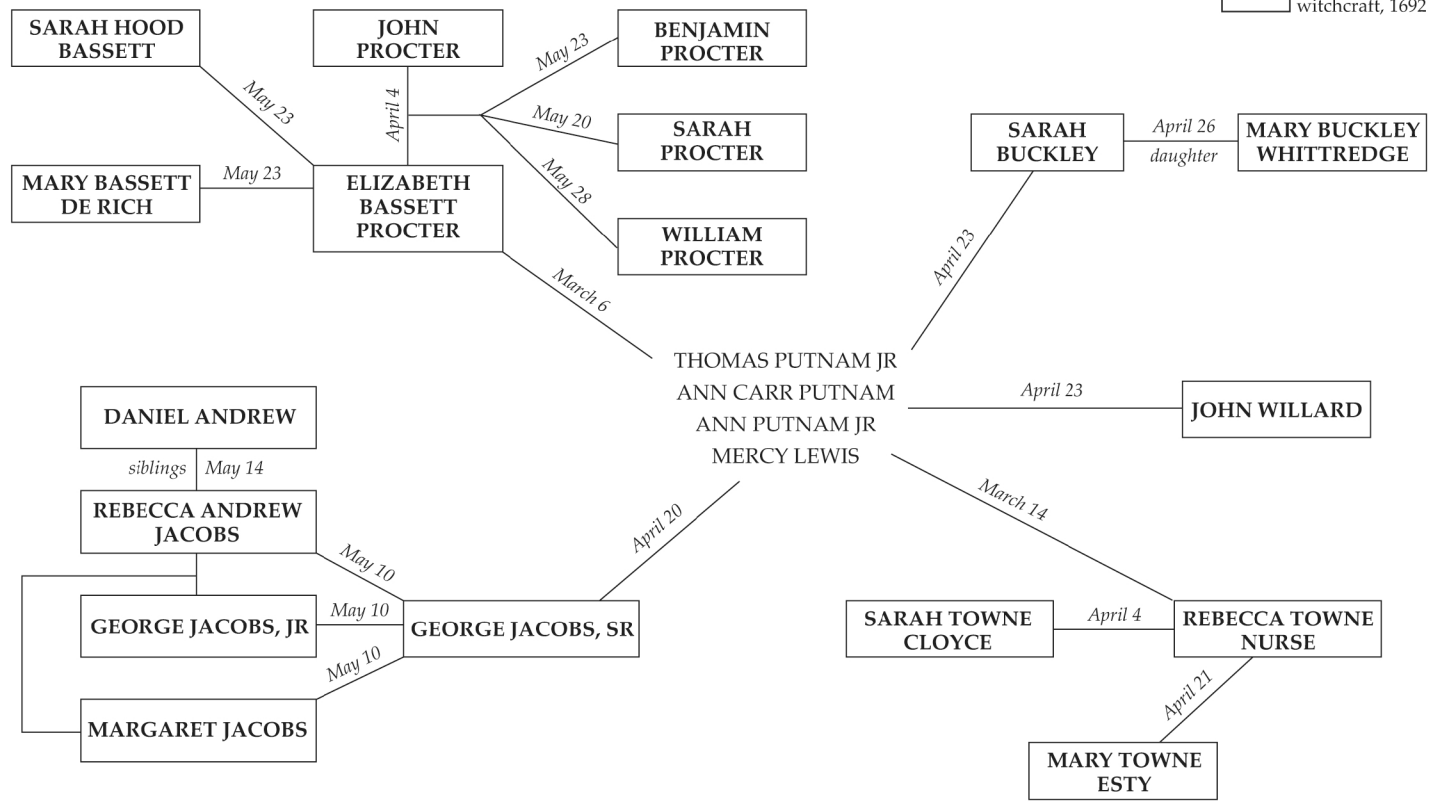 witchcraft, 1692
SARAH HOOD
BASSETT
JOHN
PROCTER
BENJAMIN
PROCTER
May 23
May 23
April 4
May 20
SARAH
PROCTER
May 28
WILLIAM
PROCTER
MARY BASSETT
DE RICH
May 23
ELIZABETH
BASSETT
PROCTER
March 6
SARAH
BUCKLEY
April 26
daughter
MARY BUCKLEY
WHITTREDGE
April 23
THOMAS PUTNAM JR
ANN CARR PUTNAM
ANN PUTNAM JR
MERCY LEWIS
April 23
JOHN WILLARD
DANIEL ANDREW
siblings
May 14
REBECCA ANDREW
JACOBS
May 10
GEORGE JACOBS, JR
May 10
GEORGE JACOBS, SR
April 20
May 10
MARGARET JACOBS
March 14
SARAH TOWNE
CLOYCE
April 4
REBECCA TOWNE
NURSE
April 21
MARY TOWNE
ESTY